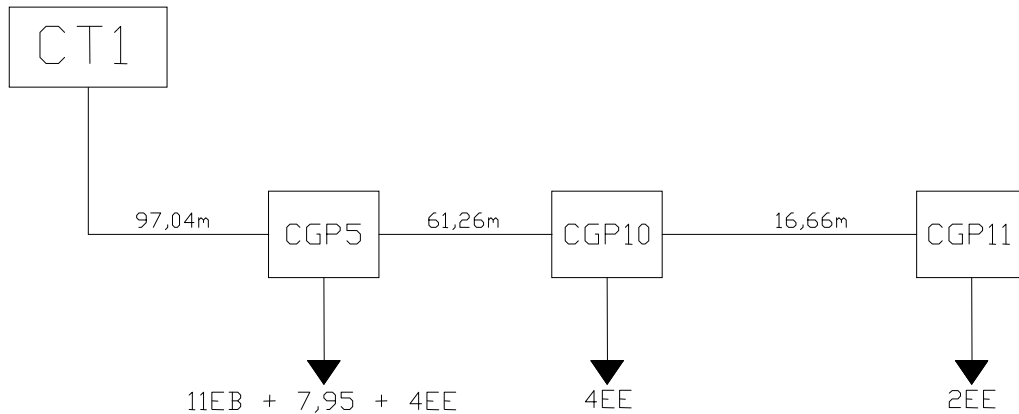 CT1
97,04m
61,26m
16,66m
CGP5
CGP10
CGP11
11EB + 7,95 + 4EE
4EE
2EE